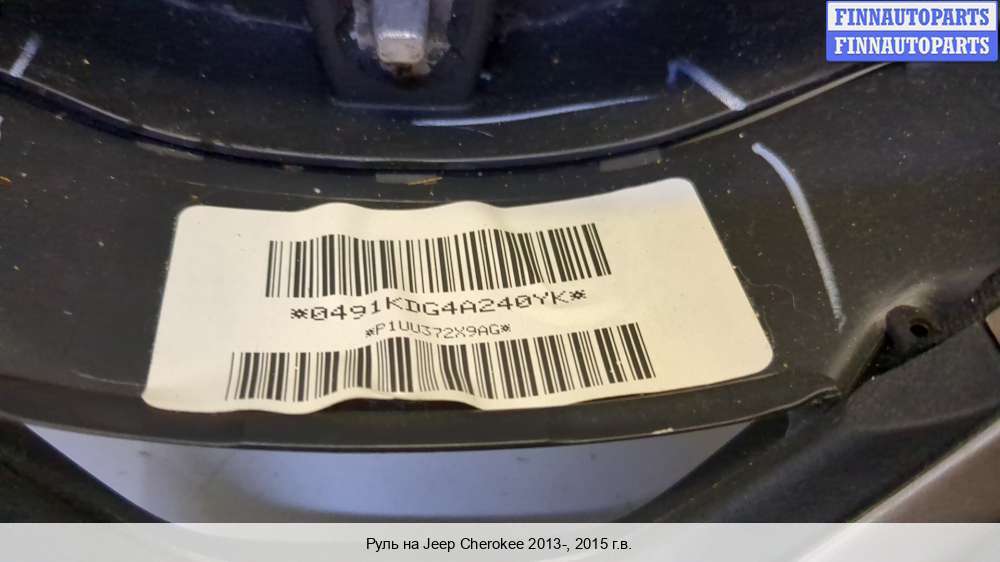 FINNAUTOPARTS
FINNAUTOPARTS
*0491KDG4A240YK*
*P1UU372X9AG*
Руль на Jeep Cherokee 2013-, 2015 г.в.